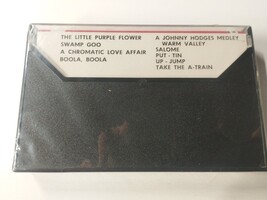 THE LITTLE PURPLE FLOWER
SWAMP GOO
A CHROMATIC LOVE AFFAIR
BOOLA, BOOLA
A JOHNNY HODGES MEDLEY
WARM VALLEY
SALOME
PUT - TIN
UP - JUMP
TAKE THE A-TRAIN